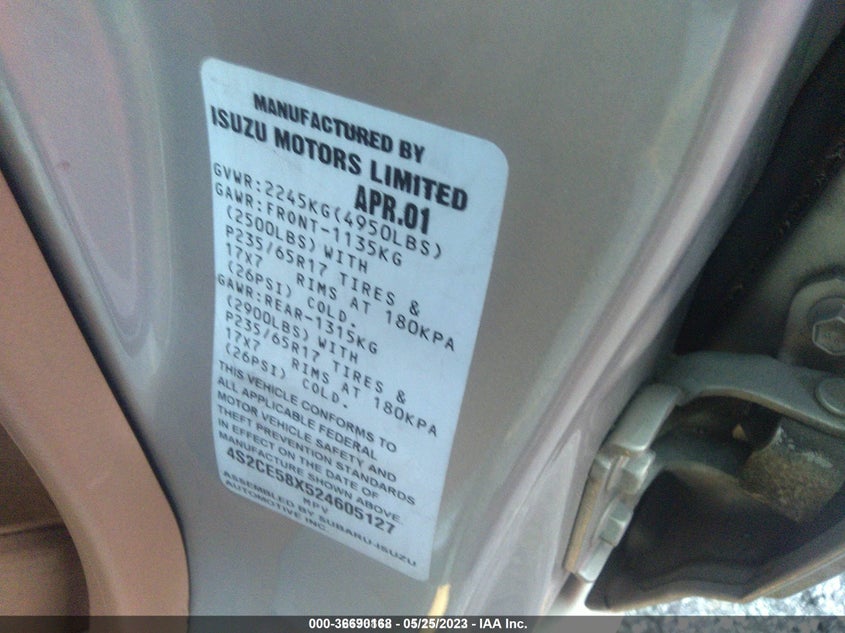 MANUFACTURED BY
ISUZU MOTORS LIMITED
APR.01
GVWR:2245KG(4950LBS)
GAWR:FRONT-1135KG
(2500LBS) WITH
P235/65R17 TIRES &
17X7 RIMS AT 180KPA
(26PSI) COLD.
GAWR:REAR-1315KG
(2900LBS) WITH
P235/65R17 TIRES &
17X7 RIMS AT 180KPA
(26PSI) COLD.
THIS VEHICLE CONFORMS TO
ALL APPLICABLE FEDERAL
MOTOR VEHICLE SAFETY AND
THEFT PREVENTION STANDARDS
IN EFFECT ON THE DATE OF
MANUFACTURE SHOWN ABOVE.
4S2CE58X524605127
MPV
ASSEMBLED BY SUBARU-ISUZU
AUTOMOTIVE INC.
000-36690168 - 05/25/2023 - IAA Inc.